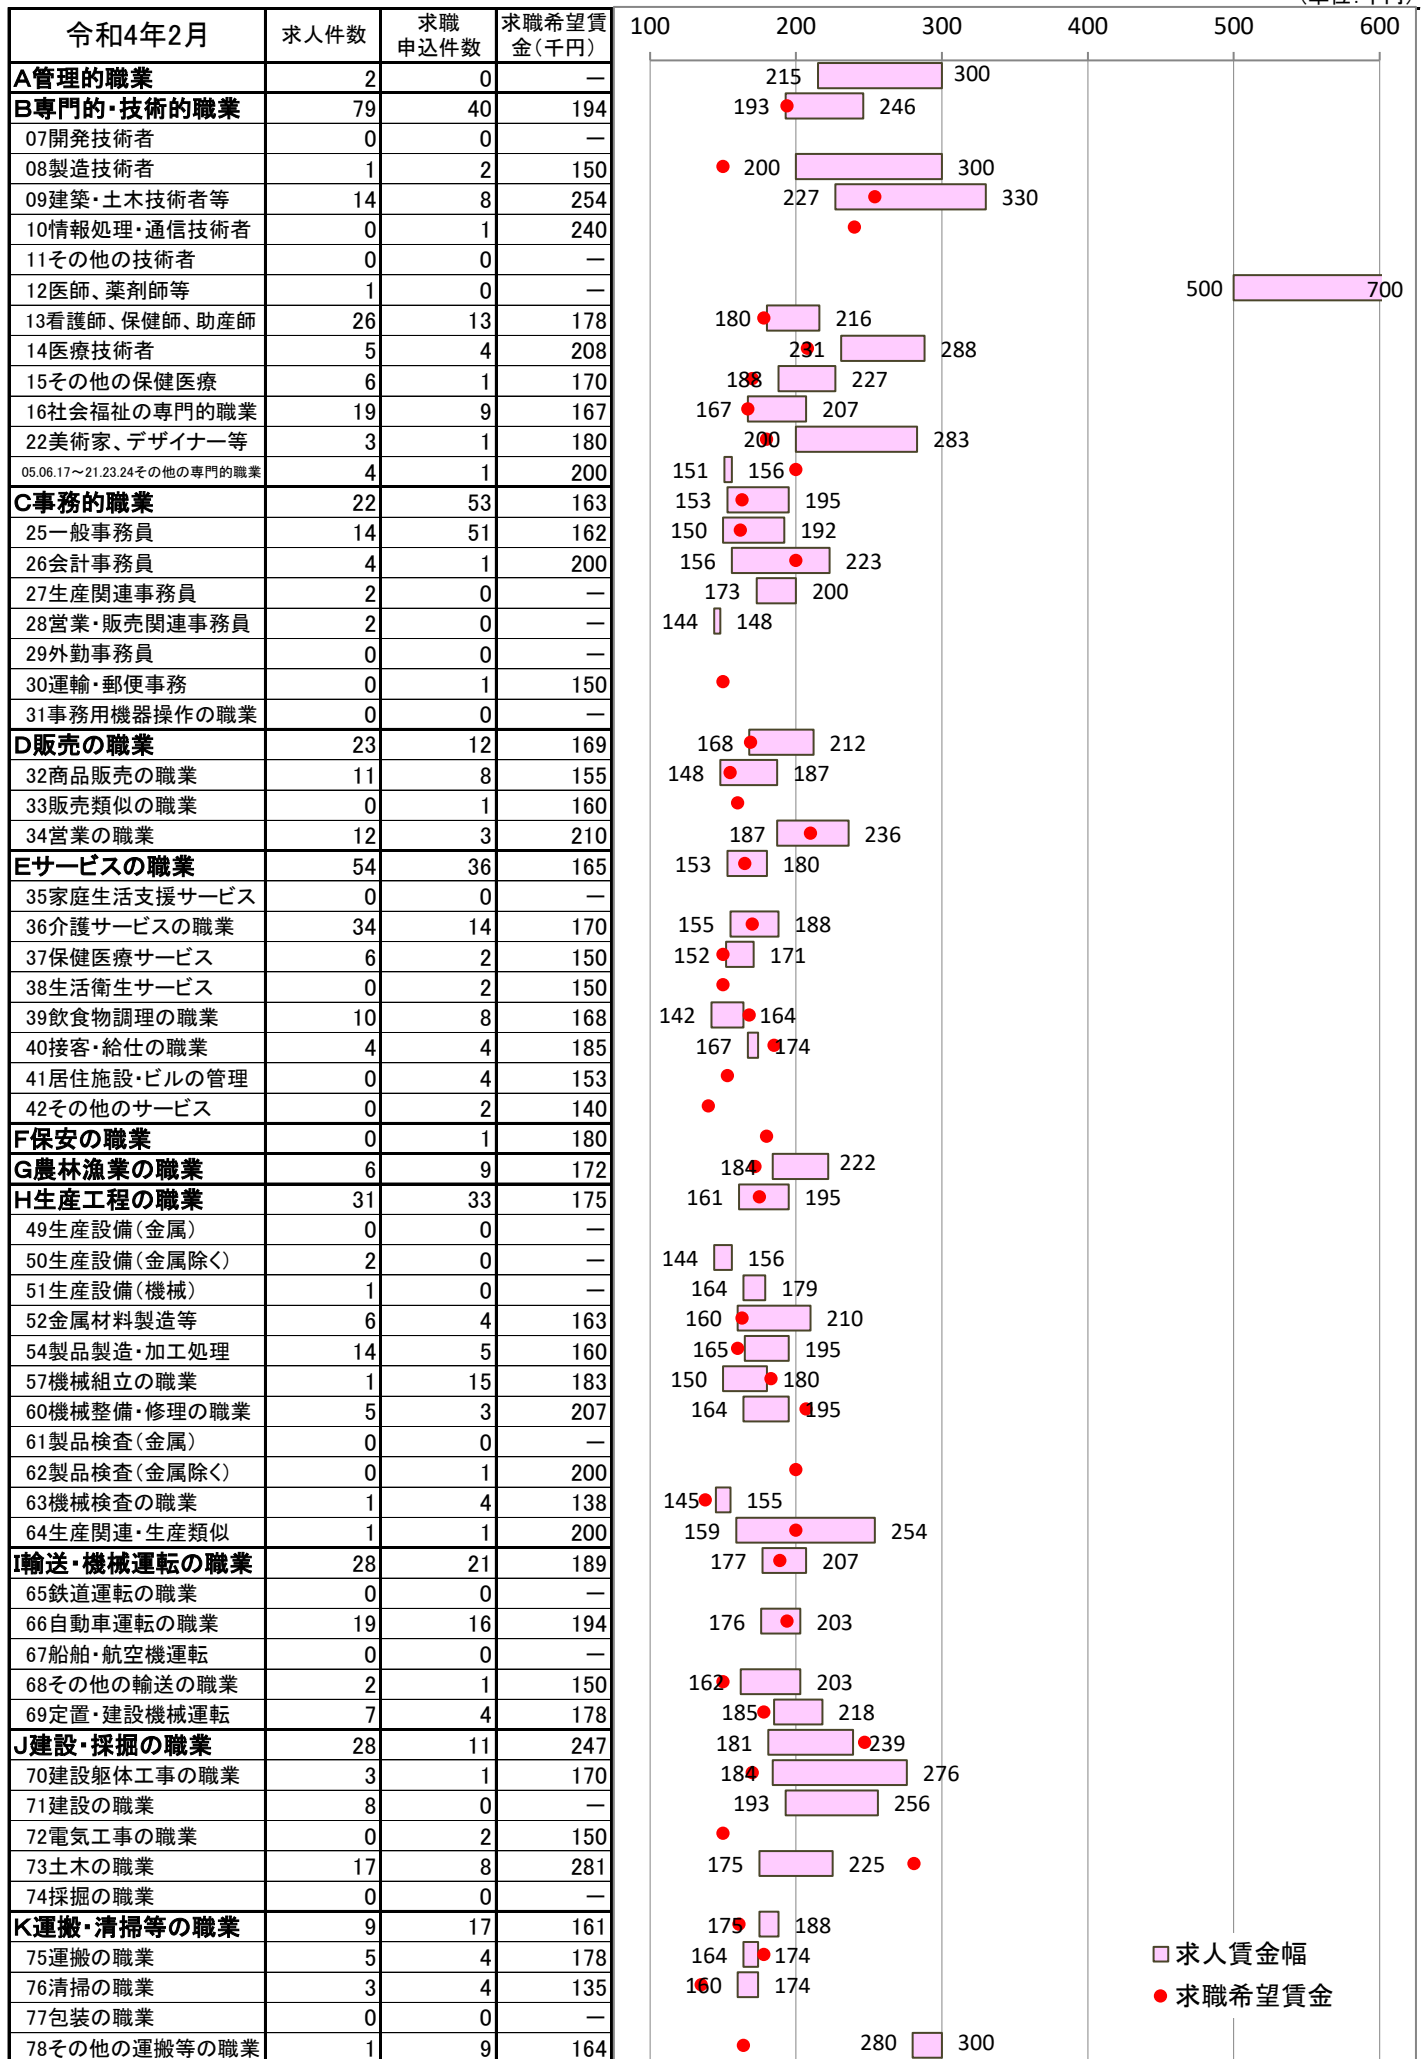 (単位:千円)
令和4年2月 求人件数 求職申込件数 求職希望賃金(千円) 100 200 300 400 500 600
A管理的職業 2 0 － 215 300
B専門的・技術的職業 79 40 194 193 246
07開発技術者 0 0 －
08製造技術者 1 2 150 200 300
09建築・土木技術者等 14 8 254 227 330
10情報処理・通信技術者 0 1 240
11その他の技術者 0 0 －
12医師、薬剤師等 1 0 － 500 700
13看護師、保健師、助産師 26 13 178 180 216
14医療技術者 5 4 208 231 288
15その他の保健医療 6 1 170 188 227
16社会福祉の専門的職業 19 9 167 167 207
22美術家、デザイナー等 3 1 180 200 283
05.06.17～21.23.24その他の専門的職業 4 1 200 151 156
C事務的職業 22 53 163 153 195
25一般事務員 14 51 162 150 192
26会計事務員 4 1 200 156 223
27生産関連事務員 2 0 － 173 200
28営業・販売関連事務員 2 0 － 144 148
29外勤事務員 0 0 －
30運輸・郵便事務 0 1 150
31事務用機器操作の職業 0 0 －
D販売の職業 23 12 169 168 212
32商品販売の職業 11 8 155 148 187
33販売類似の職業 0 1 160
34営業の職業 12 3 210 187 236
Eサービスの職業 54 36 165 153 180
35家庭生活支援サービス 0 0 －
36介護サービスの職業 34 14 170 155 188
37保健医療サービス 6 2 150 152 171
38生活衛生サービス 0 2 150
39飲食物調理の職業 10 8 168 142 164
40接客・給仕の職業 4 4 185 167 174
41居住施設・ビルの管理 0 4 153
42その他のサービス 0 2 140
F保安の職業 0 1 180
G農林漁業の職業 6 9 172 184 222
H生産工程の職業 31 33 175 161 195
49生産設備(金属) 0 0 －
50生産設備(金属除く) 2 0 － 144 156
51生産設備(機械) 1 0 － 164 179
52金属材料製造等 6 4 163 160 210
54製品製造・加工処理 14 5 160 165 195
57機械組立の職業 1 15 183 150 180
60機械整備・修理の職業 5 3 207 164 195
61製品検査(金属) 0 0 －
62製品検査(金属除く) 0 1 200
63機械検査の職業 1 4 138 145 155
64生産関連・生産類似 1 1 200 159 254
I輸送・機械運転の職業 28 21 189 177 207
65鉄道運転の職業 0 0 －
66自動車運転の職業 19 16 194 176 203
67船舶・航空機運転 0 0 －
68その他の輸送の職業 2 1 150 162 203
69定置・建設機械運転 7 4 178 185 218
J建設・採掘の職業 28 11 247 181 239
70建設躯体工事の職業 3 1 170 184 276
71建設の職業 8 0 － 193 256
72電気工事の職業 0 2 150
73土木の職業 17 8 281 175 225
74採掘の職業 0 0 －
K運搬・清掃等の職業 9 17 161 175 188
75運搬の職業 5 4 178 164 174
76清掃の職業 3 4 135 160 174
77包装の職業 0 0 －
78その他の運搬等の職業 1 9 164 280 300
求人賃金幅
求職希望賃金